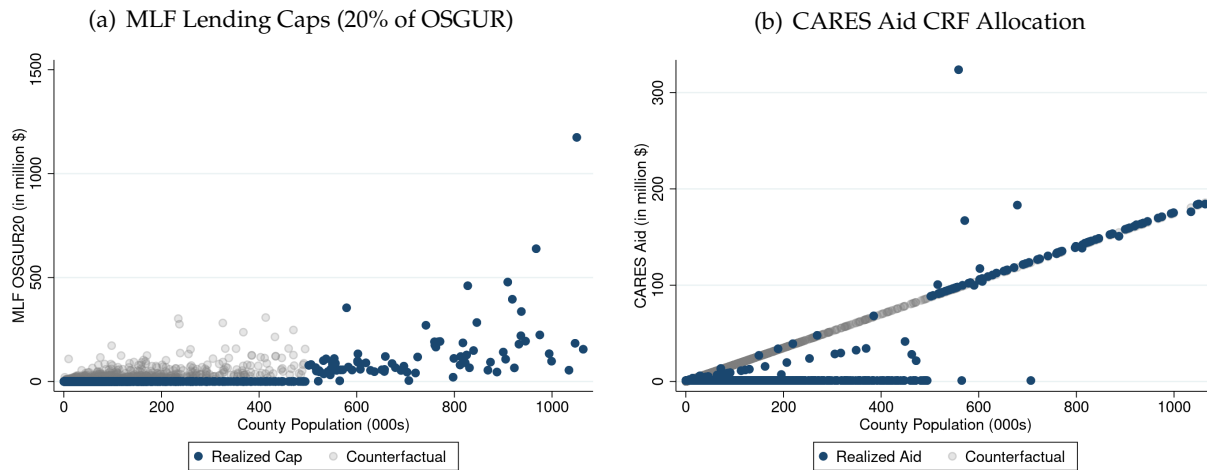 (a) MLF Lending Caps (20% of OSGUR)
MLF OSGUR20 (in million $)
1500
1000
500
0
0 200 400 600 800 1000
County Population (000s)
Realized Cap Counterfactual
(b) CARES Aid CRF Allocation
CARES Aid (in million $)
300
200
100
0
0 200 400 600 800 1000
County Population (000s)
Realized Aid Counterfactual